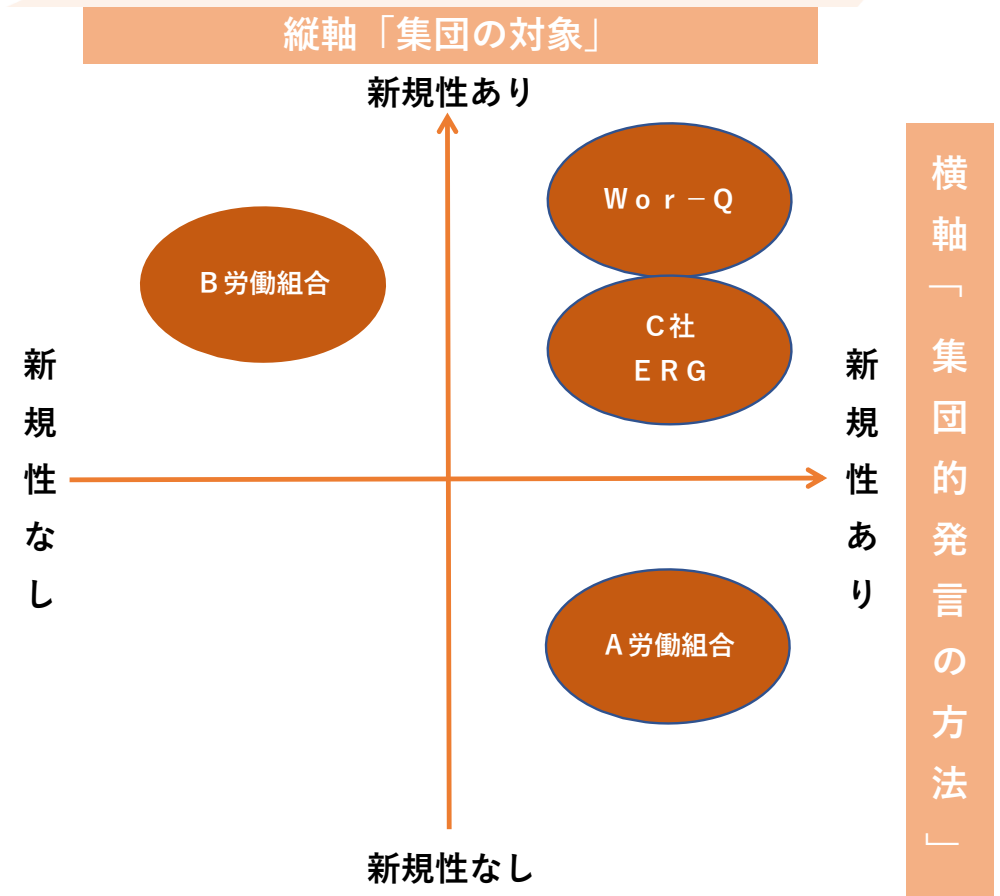 縦軸「集団の対象」
新規性あり
Ｗｏｒ－Ｑ
Ｂ労働組合
Ｃ社
ＥＲＧ
新規性なし
新規性あり
横軸「集団的発言の方法」
Ａ労働組合
新規性なし